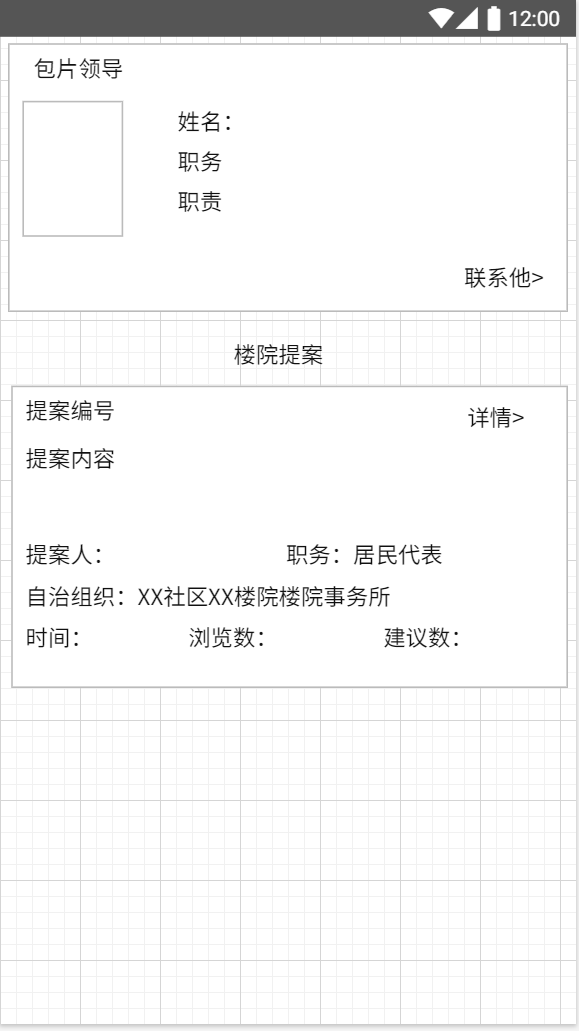 12:00
包片领导
姓名：
职务
职责
联系他>
楼院提案
提案编号
详情>
提案内容
提案人：
职务：居民代表
自治组织：XX社区XX楼院楼院事务所
时间：
浏览数：
建议数：